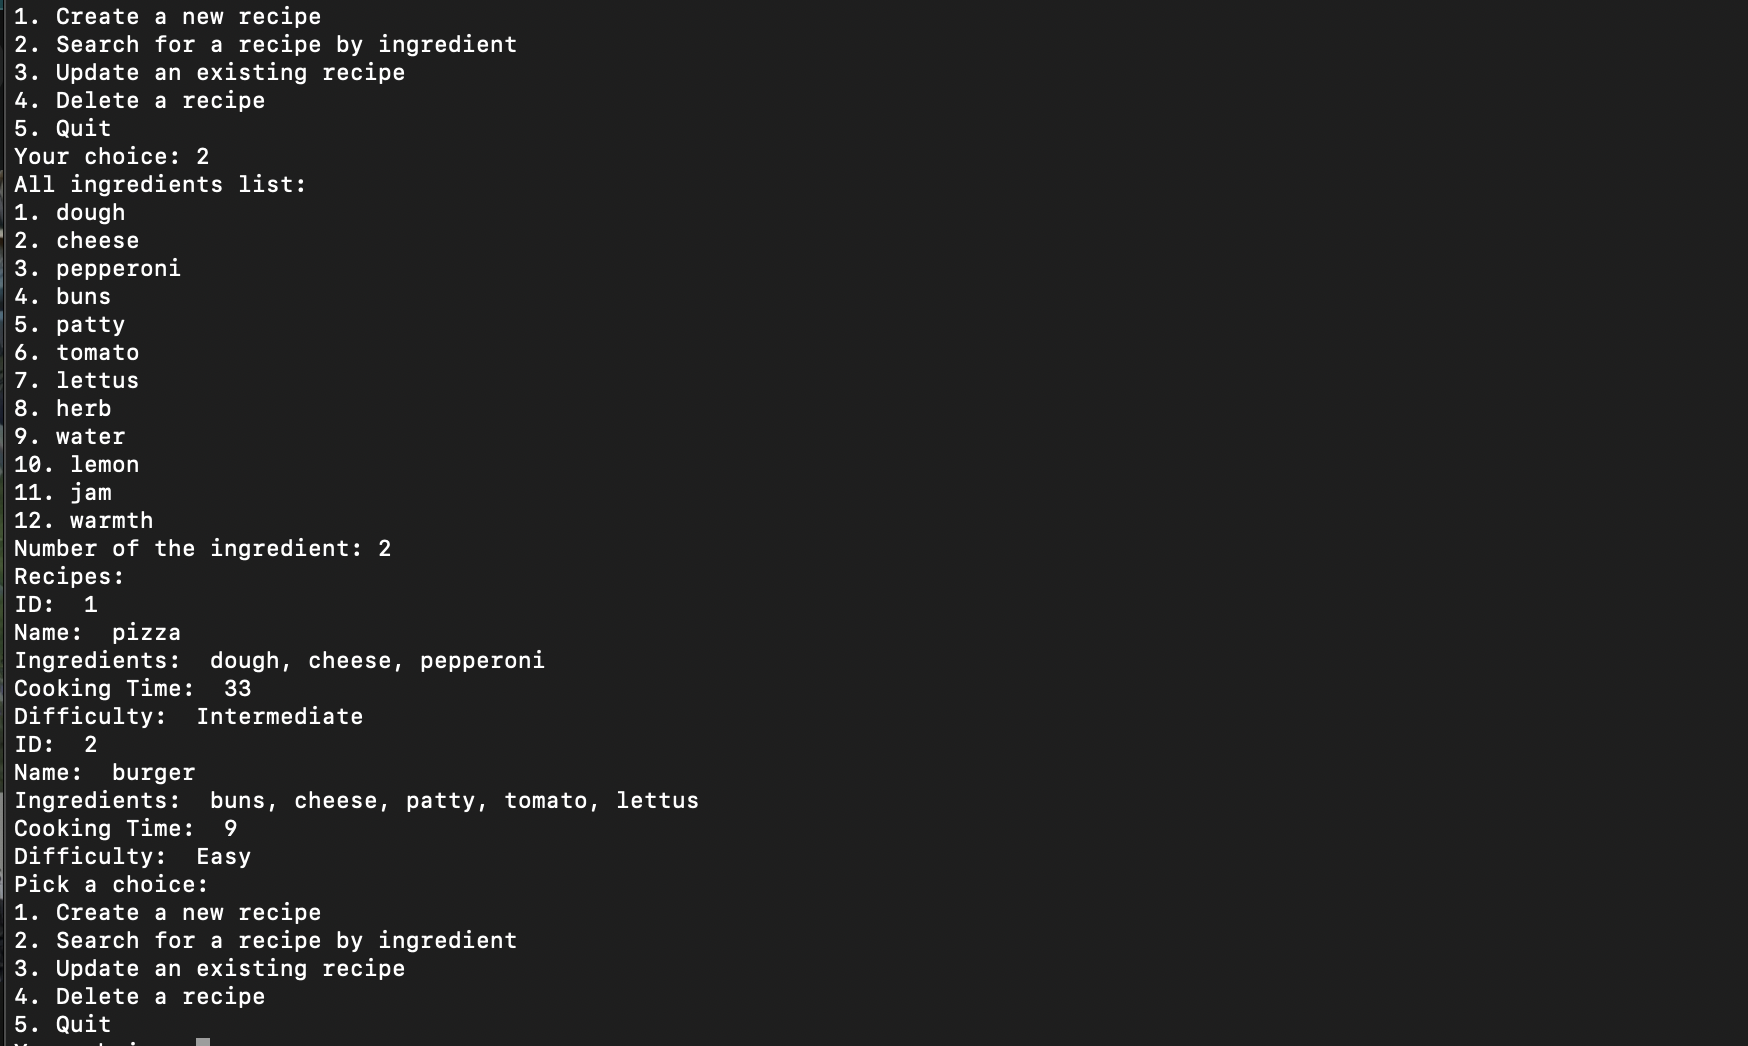 1. Create a new recipe
2. Search for a recipe by ingredient
3. Update an existing recipe
4. Delete a recipe
5. Quit
Your choice: 2
All ingredients list:
1. dough
2. cheese
3. pepperoni
4. buns
5. patty
6. tomato
7. lettus
8. herb
9. water
10. lemon
11. jam
12. warmth
Number of the ingredient: 2
Recipes:
ID:  1
Name:  pizza
Ingredients:  dough, cheese, pepperoni
Cooking Time:  33
Difficulty:  Intermediate
ID:  2
Name:  burger
Ingredients:  buns, cheese, patty, tomato, lettus
Cooking Time:  9
Difficulty:  Easy
Pick a choice:
1. Create a new recipe
2. Search for a recipe by ingredient
3. Update an existing recipe
4. Delete a recipe
5. Quit